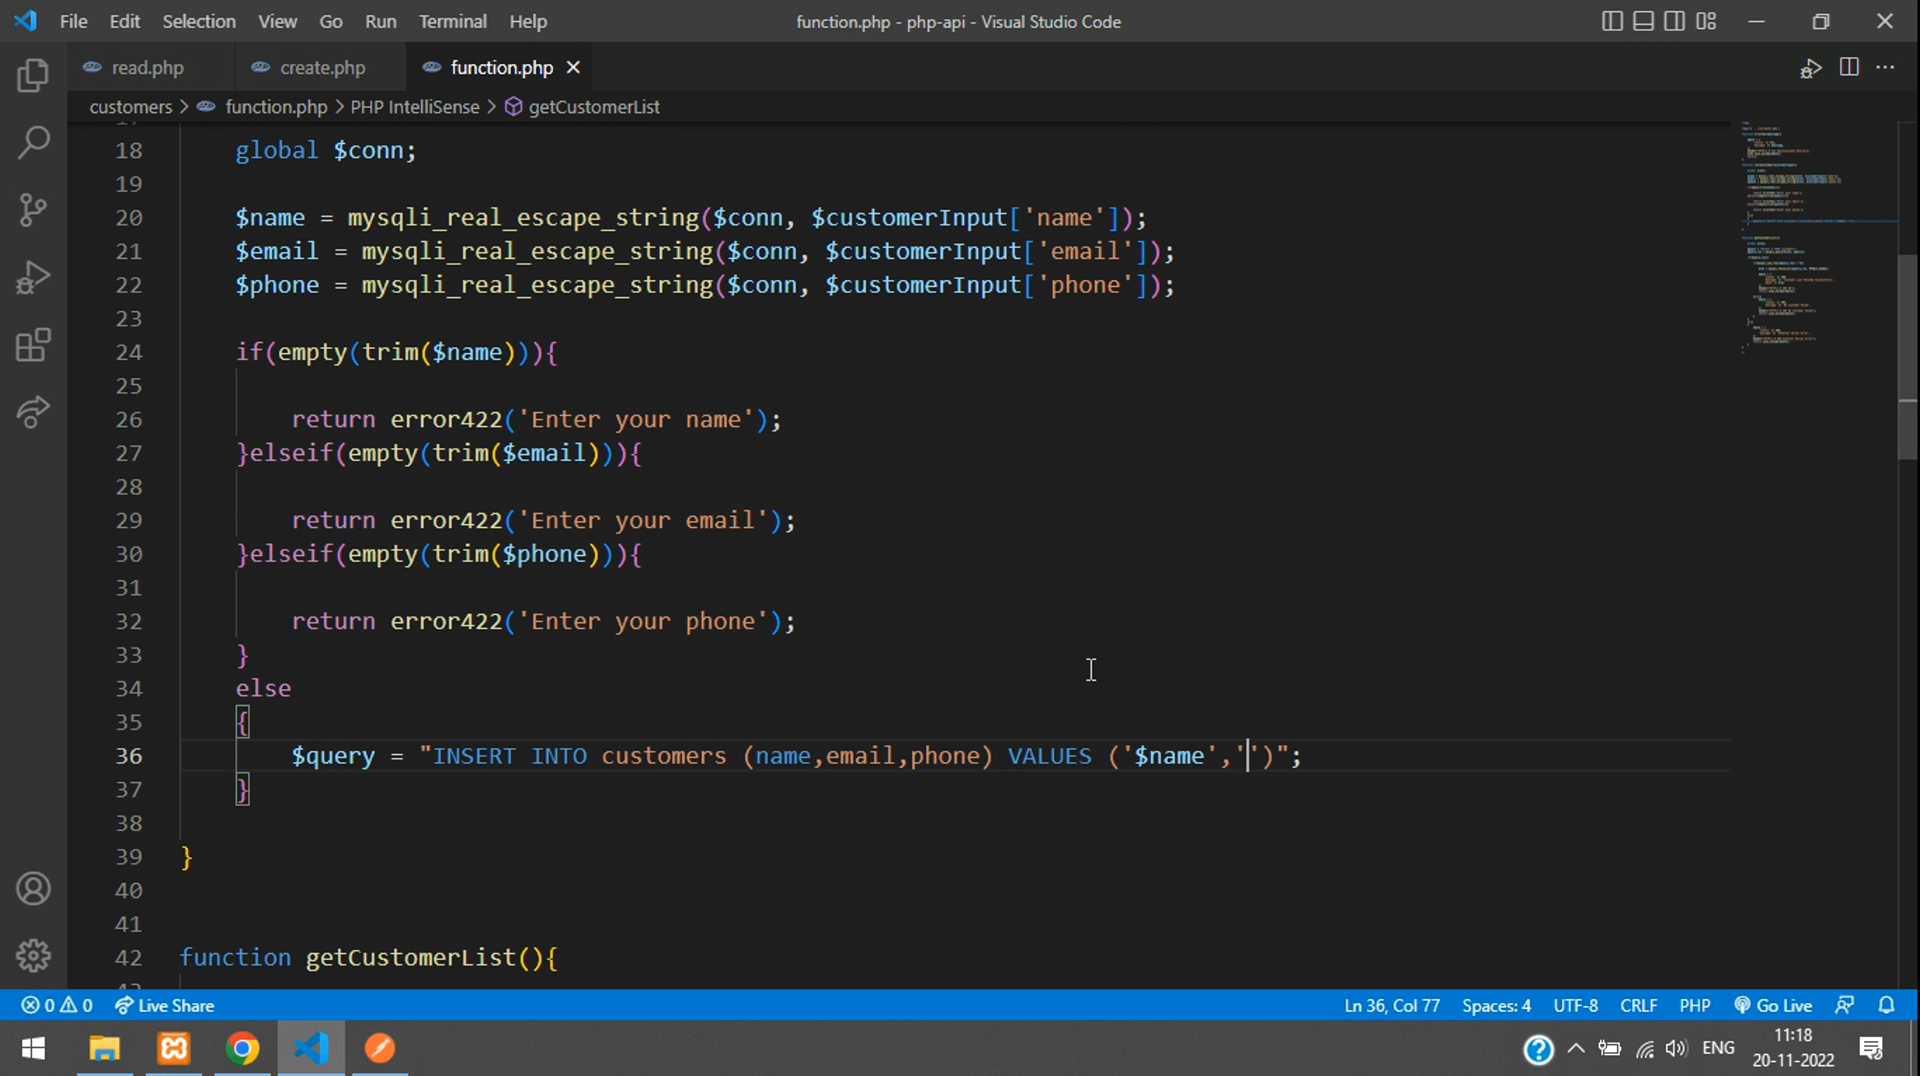 File Edit Selection View Go Run Terminal Help
function.php - php-api - Visual Studio Code
read.php create.php function.php
customers > function.php > PHP IntelliSense > getCustomerList
18 global $conn;
19
20 $name = mysqli_real_escape_string($conn, $customerInput['name']);
21 $email = mysqli_real_escape_string($conn, $customerInput['email']);
22 $phone = mysqli_real_escape_string($conn, $customerInput['phone']);
23
24 if(empty(trim($name))){
25
26 return error422('Enter your name');
27 }elseif(empty(trim($email))){
28
29 return error422('Enter your email');
30 }elseif(empty(trim($phone))){
31
32 return error422('Enter your phone');
33 }
34 else
35 {
36 $query = "INSERT INTO customers (name,email,phone) VALUES ('$name','')";
37 }
38
39 }
40
41
42 function getCustomerList(){
0 0 Live Share Ln 36, Col 77 Spaces: 4 UTF-8 CRLF PHP Go Live
ENG 11:18
20-11-2022